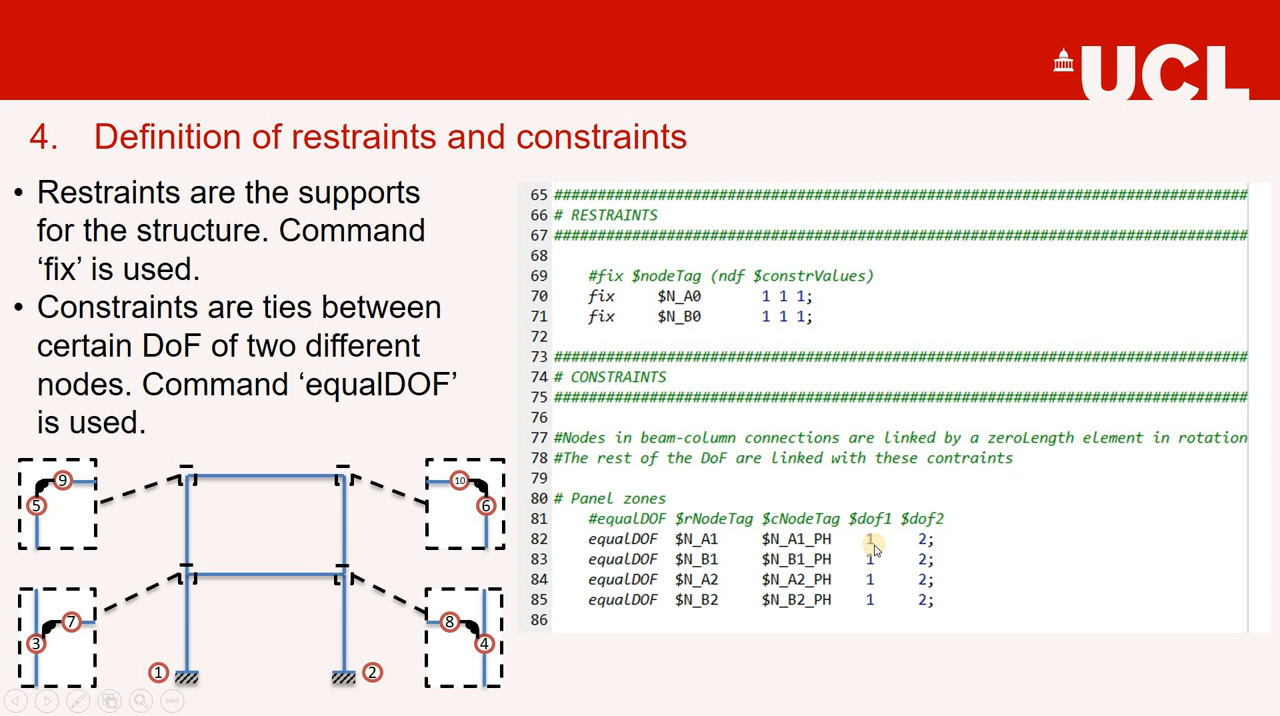 UCL
4. Definition of restraints and constraints
• Restraints are the supports
for the structure. Command
‘fix’ is used.
• Constraints are ties between
certain DoF of two different
nodes. Command ‘equalDOF’
is used.
65 ###############################################################################
66 # RESTRAINTS
67 ###############################################################################
68
69 #fix $nodeTag (ndf $constrValues)
70 fix $N_A0 1 1 1;
71 fix $N_B0 1 1 1;
72
73 ###############################################################################
74 # CONSTRAINTS
75 ###############################################################################
76
77 #Nodes in beam-column connections are linked by a zeroLength element in rotation
78 #The rest of the DoF are linked with these contraints
79
80 # Panel zones
81 #equalDOF $rNodeTag $cNodeTag $dof1 $dof2
82 equalDOF $N_A1 $N_A1_PH 1 2;
83 equalDOF $N_B1 $N_B1_PH 1 2;
84 equalDOF $N_A2 $N_A2_PH 1 2;
85 equalDOF $N_B2 $N_B2_PH 1 2;
86
9
5
10
6
7
3
8
4
1
2